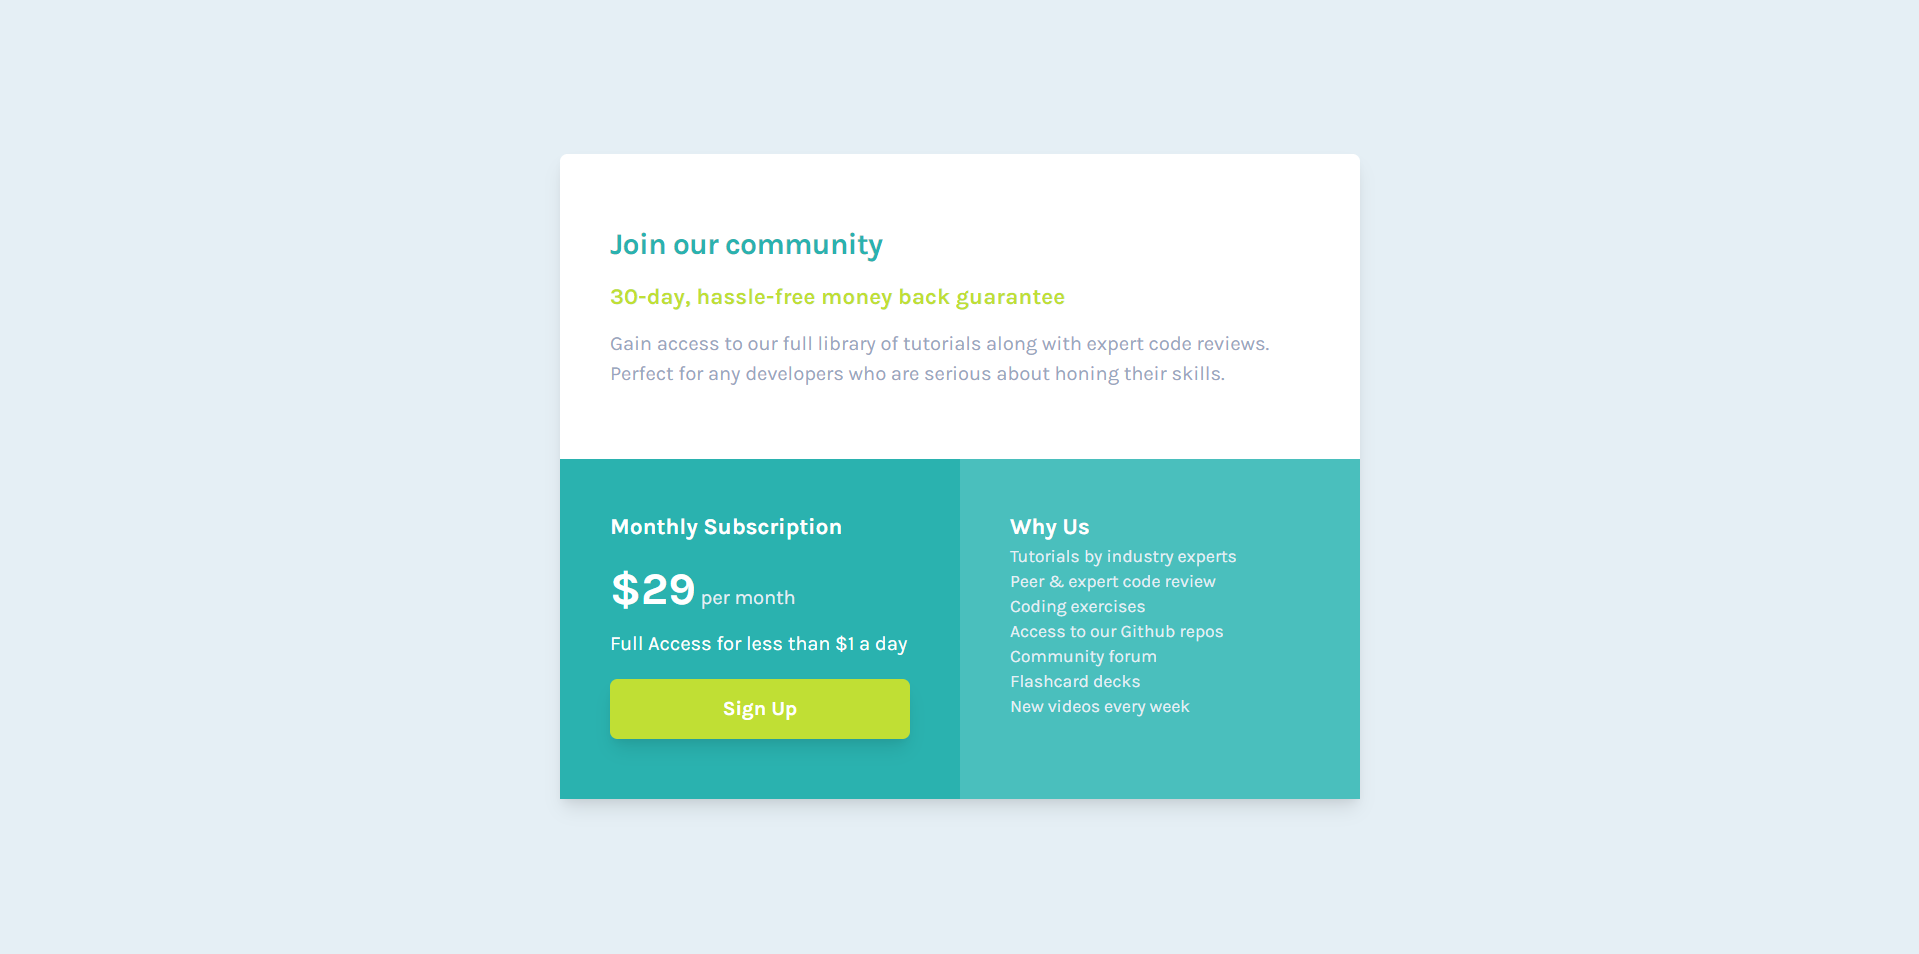 Join our community
30-day, hassle-free money back guarantee
Gain access to our full library of tutorials along with expert code reviews.
Perfect for any developers who are serious about honing their skills.
Monthly Subscription
$29 per month
Full Access for less than $1 a day
Sign Up
Why Us
Tutorials by industry experts
Peer & expert code review
Coding exercises
Access to our Github repos
Community forum
Flashcard decks
New videos every week